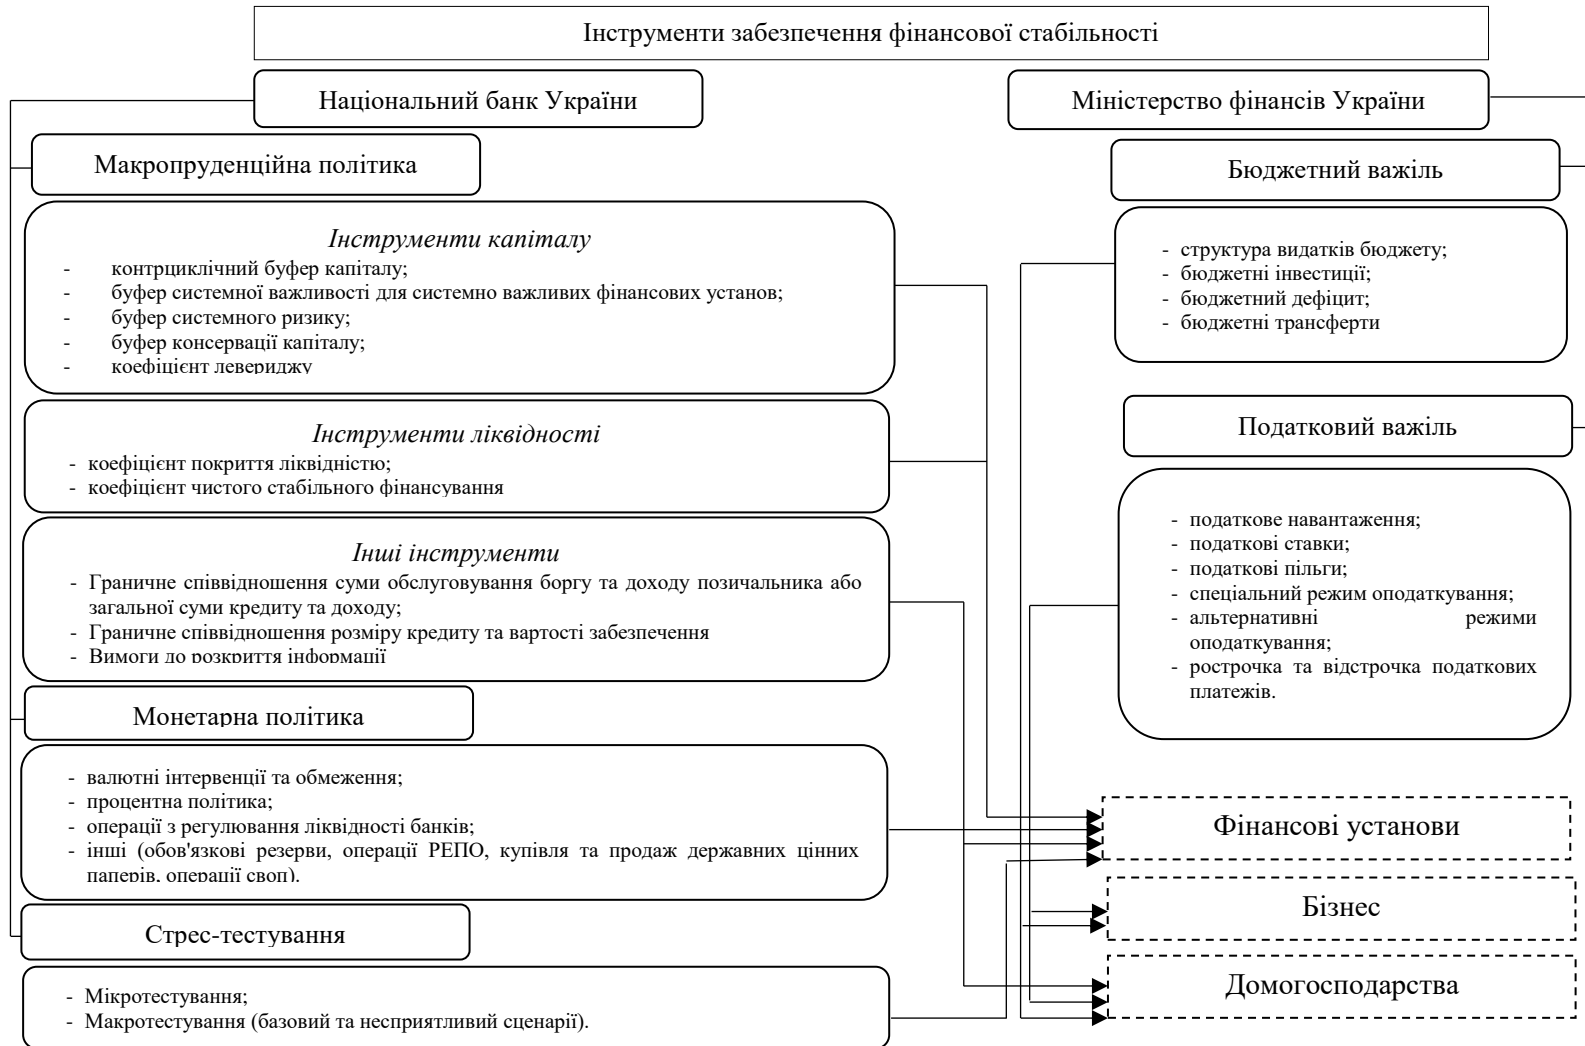 Інструменти забезпечення фінансової стабільності
Національний банк України
Міністерство фінансів України
Макропруденційна політика
Бюджетний важіль
Інструменти капіталу
- контрциклічний буфер капіталу;
- буфер системної важливості для системно важливих фінансових установ;
- буфер системного ризику;
- буфер консервації капіталу;
- коефіцієнт левериджу
- структура видатків бюджету;
- бюджетні інвестиції;
- бюджетний дефіцит;
- бюджетні трансферти
Інструменти ліквідності
- коефіцієнт покриття ліквідністю;
- коефіцієнт чистого стабільного фінансування
Податковий важіль
Інші інструменти
- Граничне співвідношення суми обслуговування боргу та доходу позичальника або
загальної суми кредиту та доходу;
- Граничне співвідношення розміру кредиту та вартості забезпечення
- Вимоги до розкриття інформації
- податкове навантаження;
- податкові ставки;
- податкові пільги;
- спеціальний режим оподаткування;
- альтернативні режими
оподаткування;
- рострочка та відстрочка податкових
платежів.
Монетарна політика
- валютні інтервенції та обмеження;
- процентна політика;
- операції з регулювання ліквідності банків;
- інші (обов'язкові резерви, операції РЕПО, купівля та продаж державних цінних
паперів, операції своп).
Фінансові установи
Бізнес
Стрес-тестування
Домогосподарства
- Мікротестування;
- Макротестування (базовий та несприятливий сценарії).